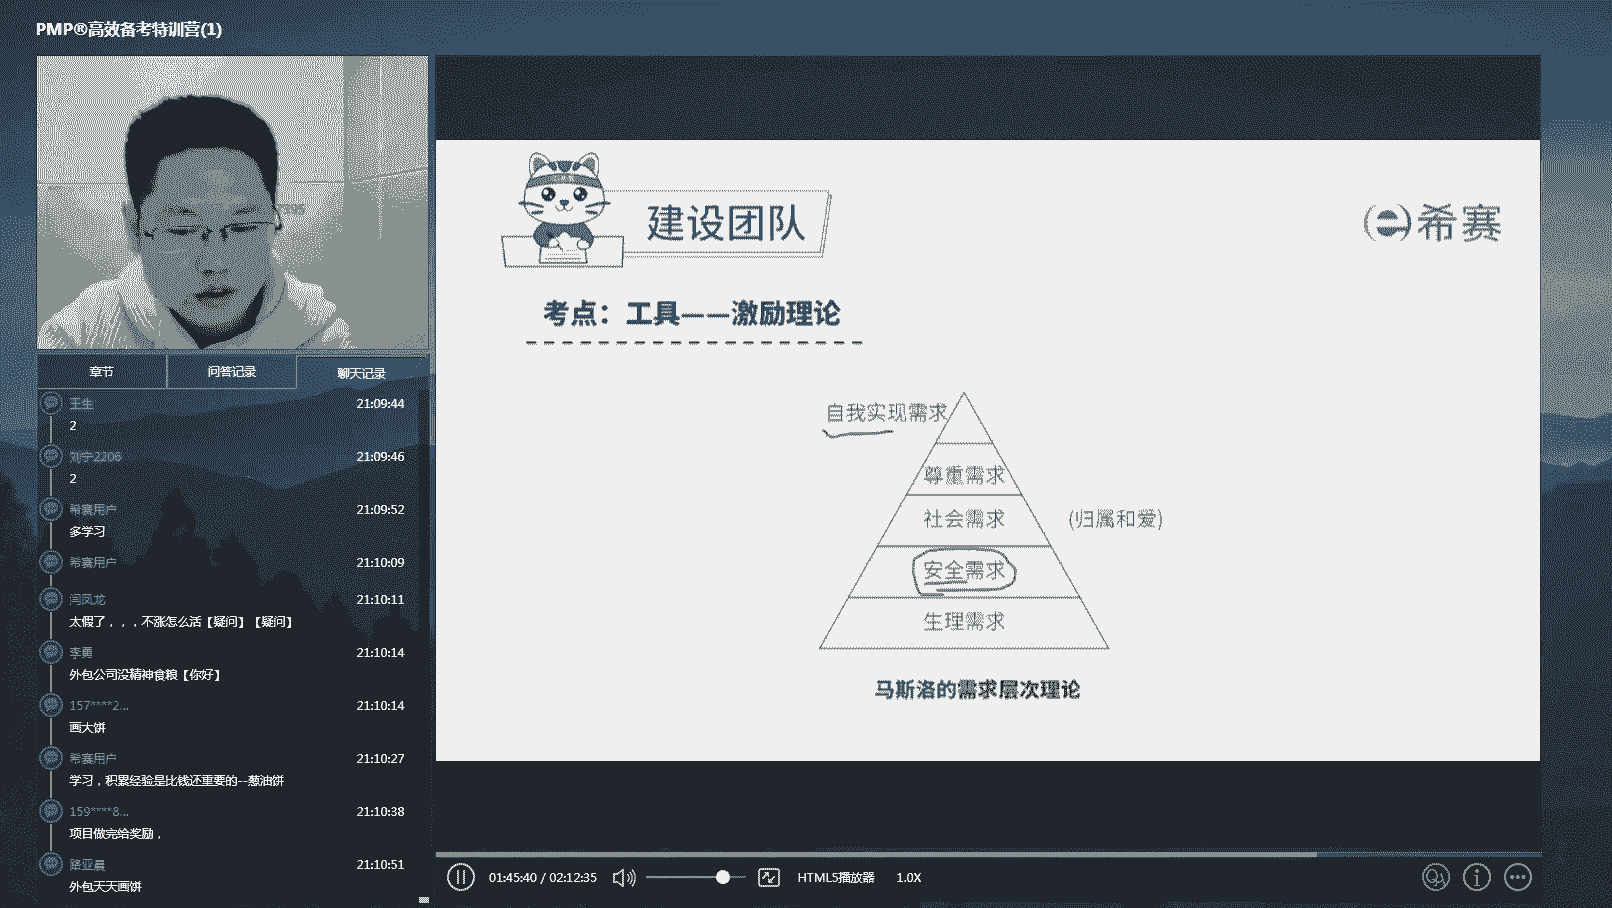 PMP®高效备考特训营(1)
章节
问答记录
聊天记录
王生
21:09:44
2
刘宁2206
21:09:46
2
希赛用户
21:09:52
多学习
希赛用户
21:10:09
闫凤龙
21:10:11
太假了，，，不涨怎么活【疑问】【疑问】
李勇
21:10:14
外包公司没精神食粮【你好】
157****2...
21:10:14
画大饼
希赛用户
21:10:27
学习，积累经验是比钱还重要的--葱油饼
159****8...
21:10:38
项目做完给奖励，
路亚晨
21:10:51
外包天天画饼
建设团队
希赛
考点：工具——激励理论
自我实现需求
尊重需求
社会需求
(归属和爱)
安全需求
生理需求
马斯洛的需求层次理论
01:45:40 / 02:12:35
HTML5播放器
1.0X